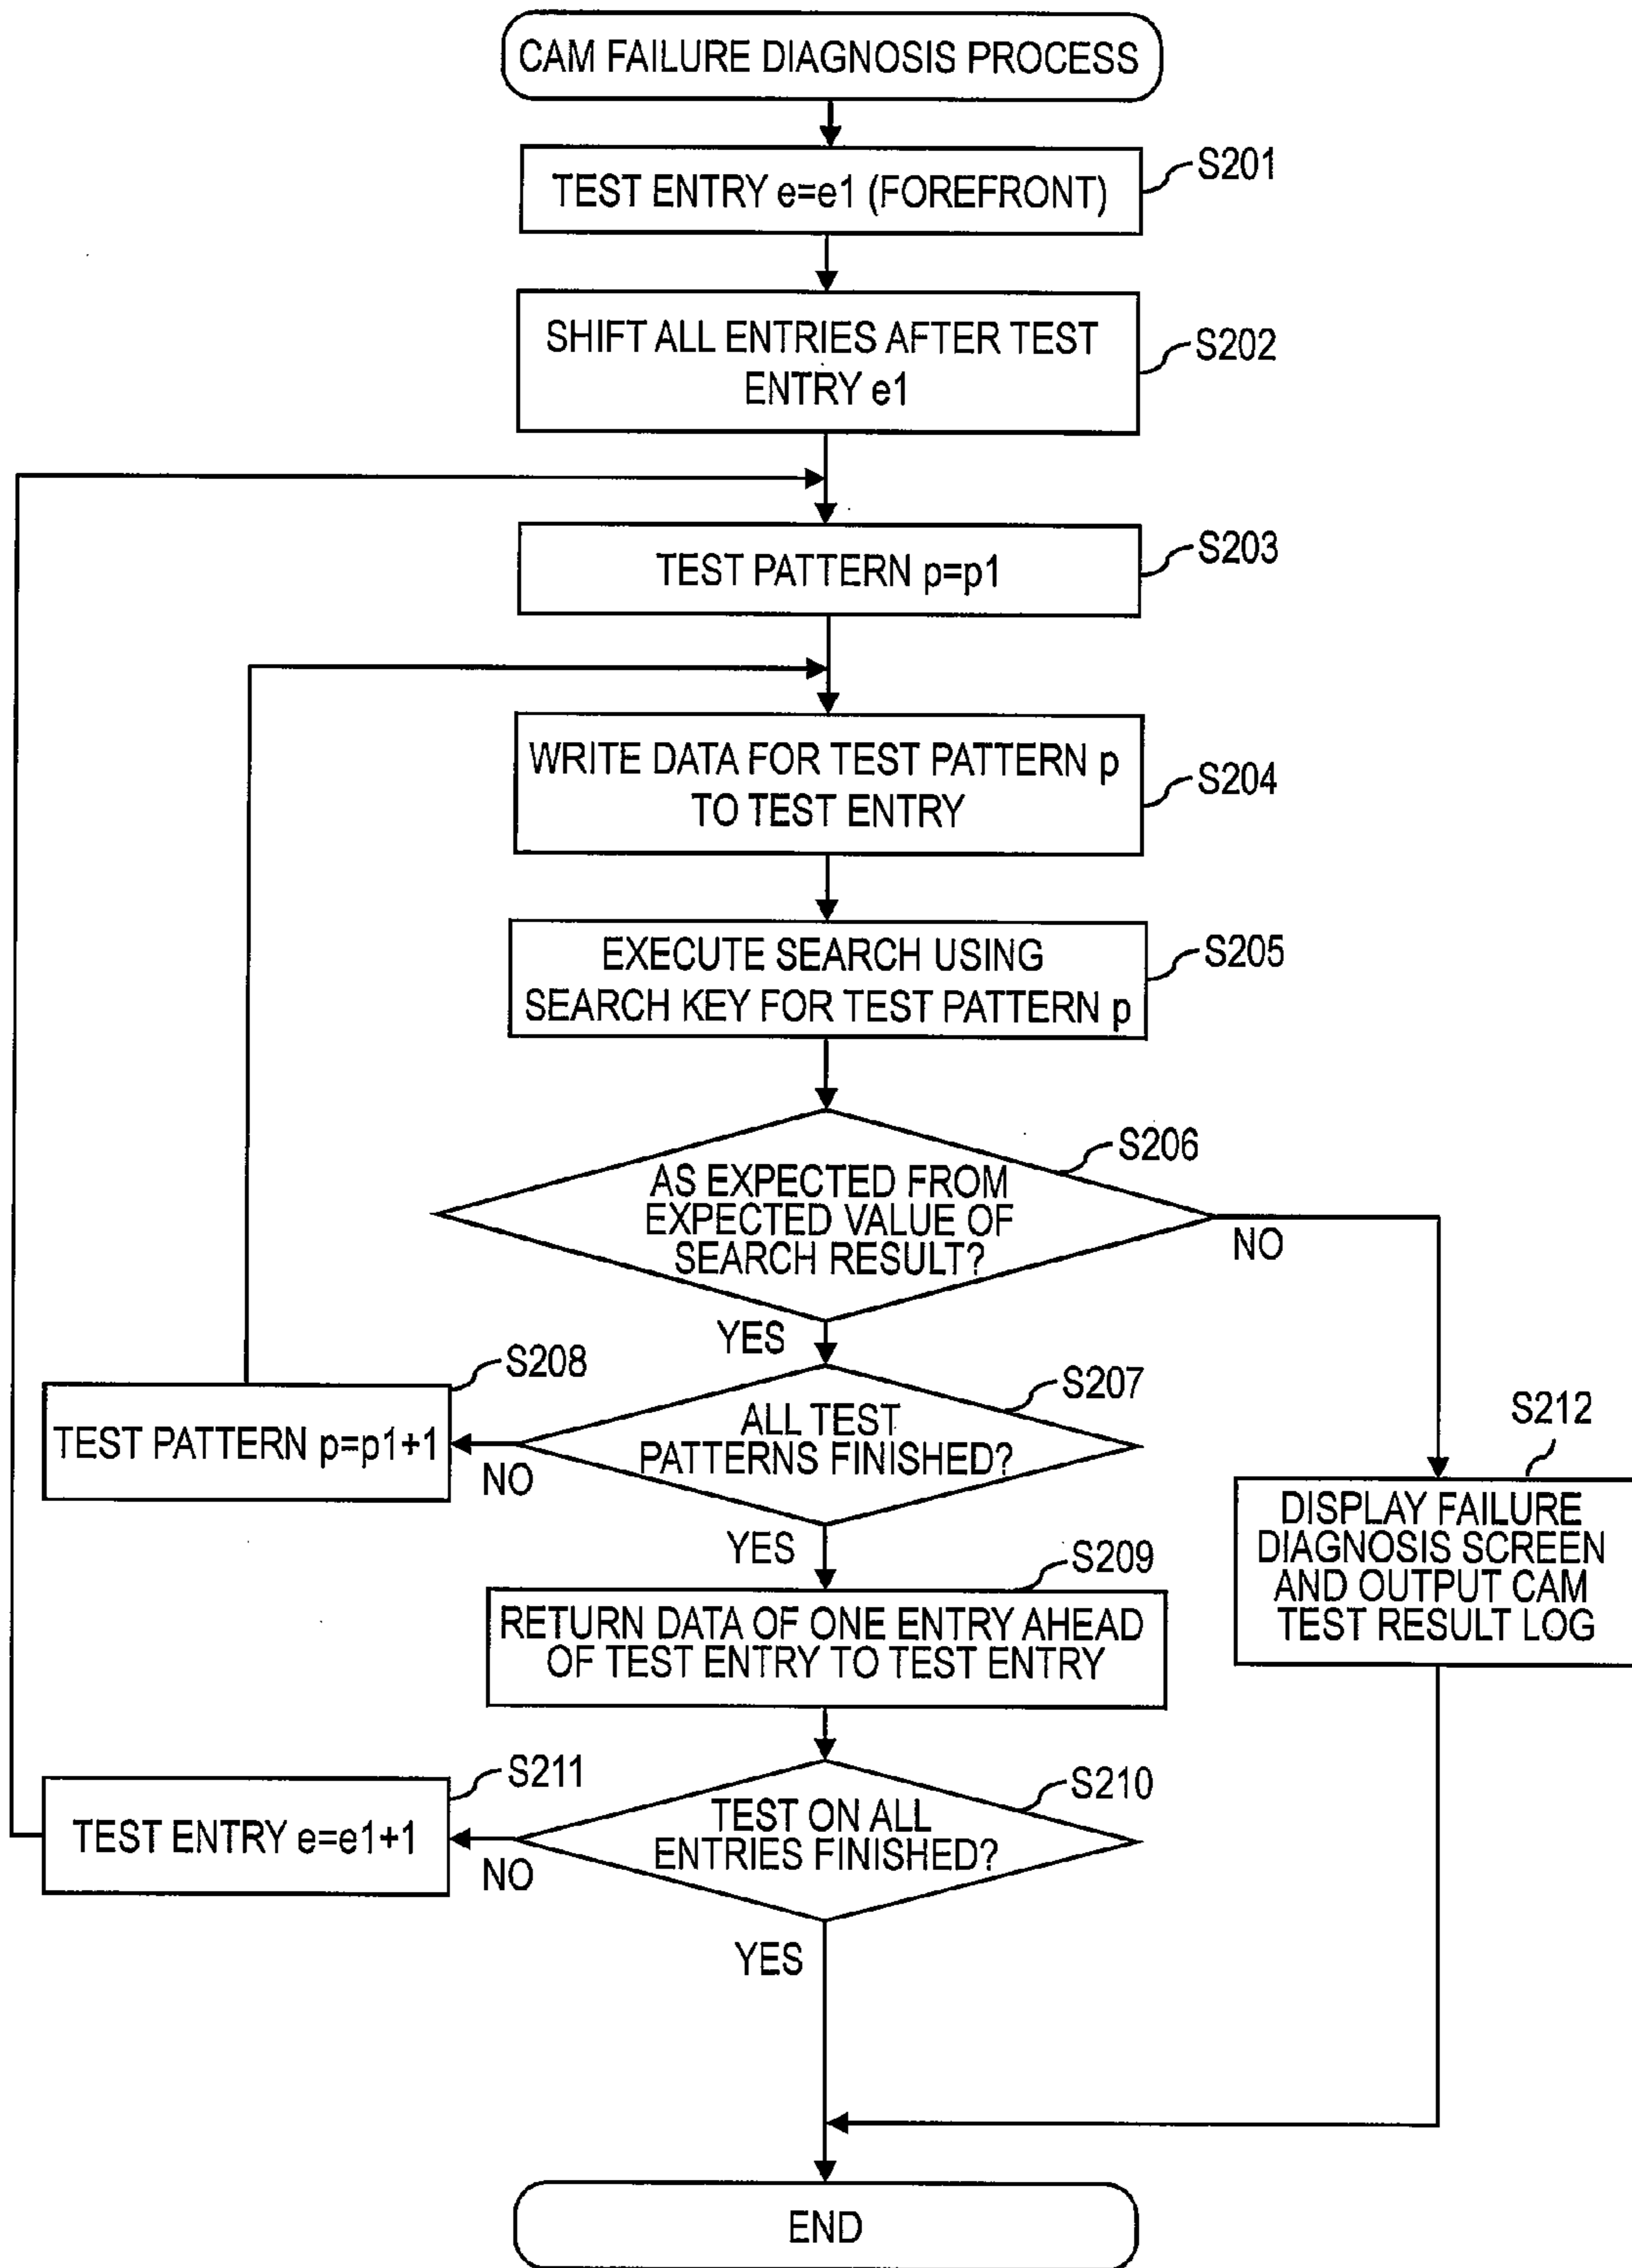 CAM FAILURE DIAGNOSIS PROCESS
TEST ENTRY e=e1 (FOREFRONT)
S201
SHIFT ALL ENTRIES AFTER TEST
ENTRY e1
S202
TEST PATTERN p=p1
S203
WRITE DATA FOR TEST PATTERN p
TO TEST ENTRY
S204
EXECUTE SEARCH USING
SEARCH KEY FOR TEST PATTERN p
S205
AS EXPECTED FROM
EXPECTED VALUE OF
SEARCH RESULT?
S206
NO
YES
ALL TEST
PATTERNS FINISHED?
S207
NO
TEST PATTERN p=p1+1
S208
YES
RETURN DATA OF ONE ENTRY AHEAD
OF TEST ENTRY TO TEST ENTRY
S209
DISPLAY FAILURE
DIAGNOSIS SCREEN
AND OUTPUT CAM
TEST RESULT LOG
S212
TEST ON ALL
ENTRIES FINISHED?
S210
NO
TEST ENTRY e=e1+1
S211
YES
END